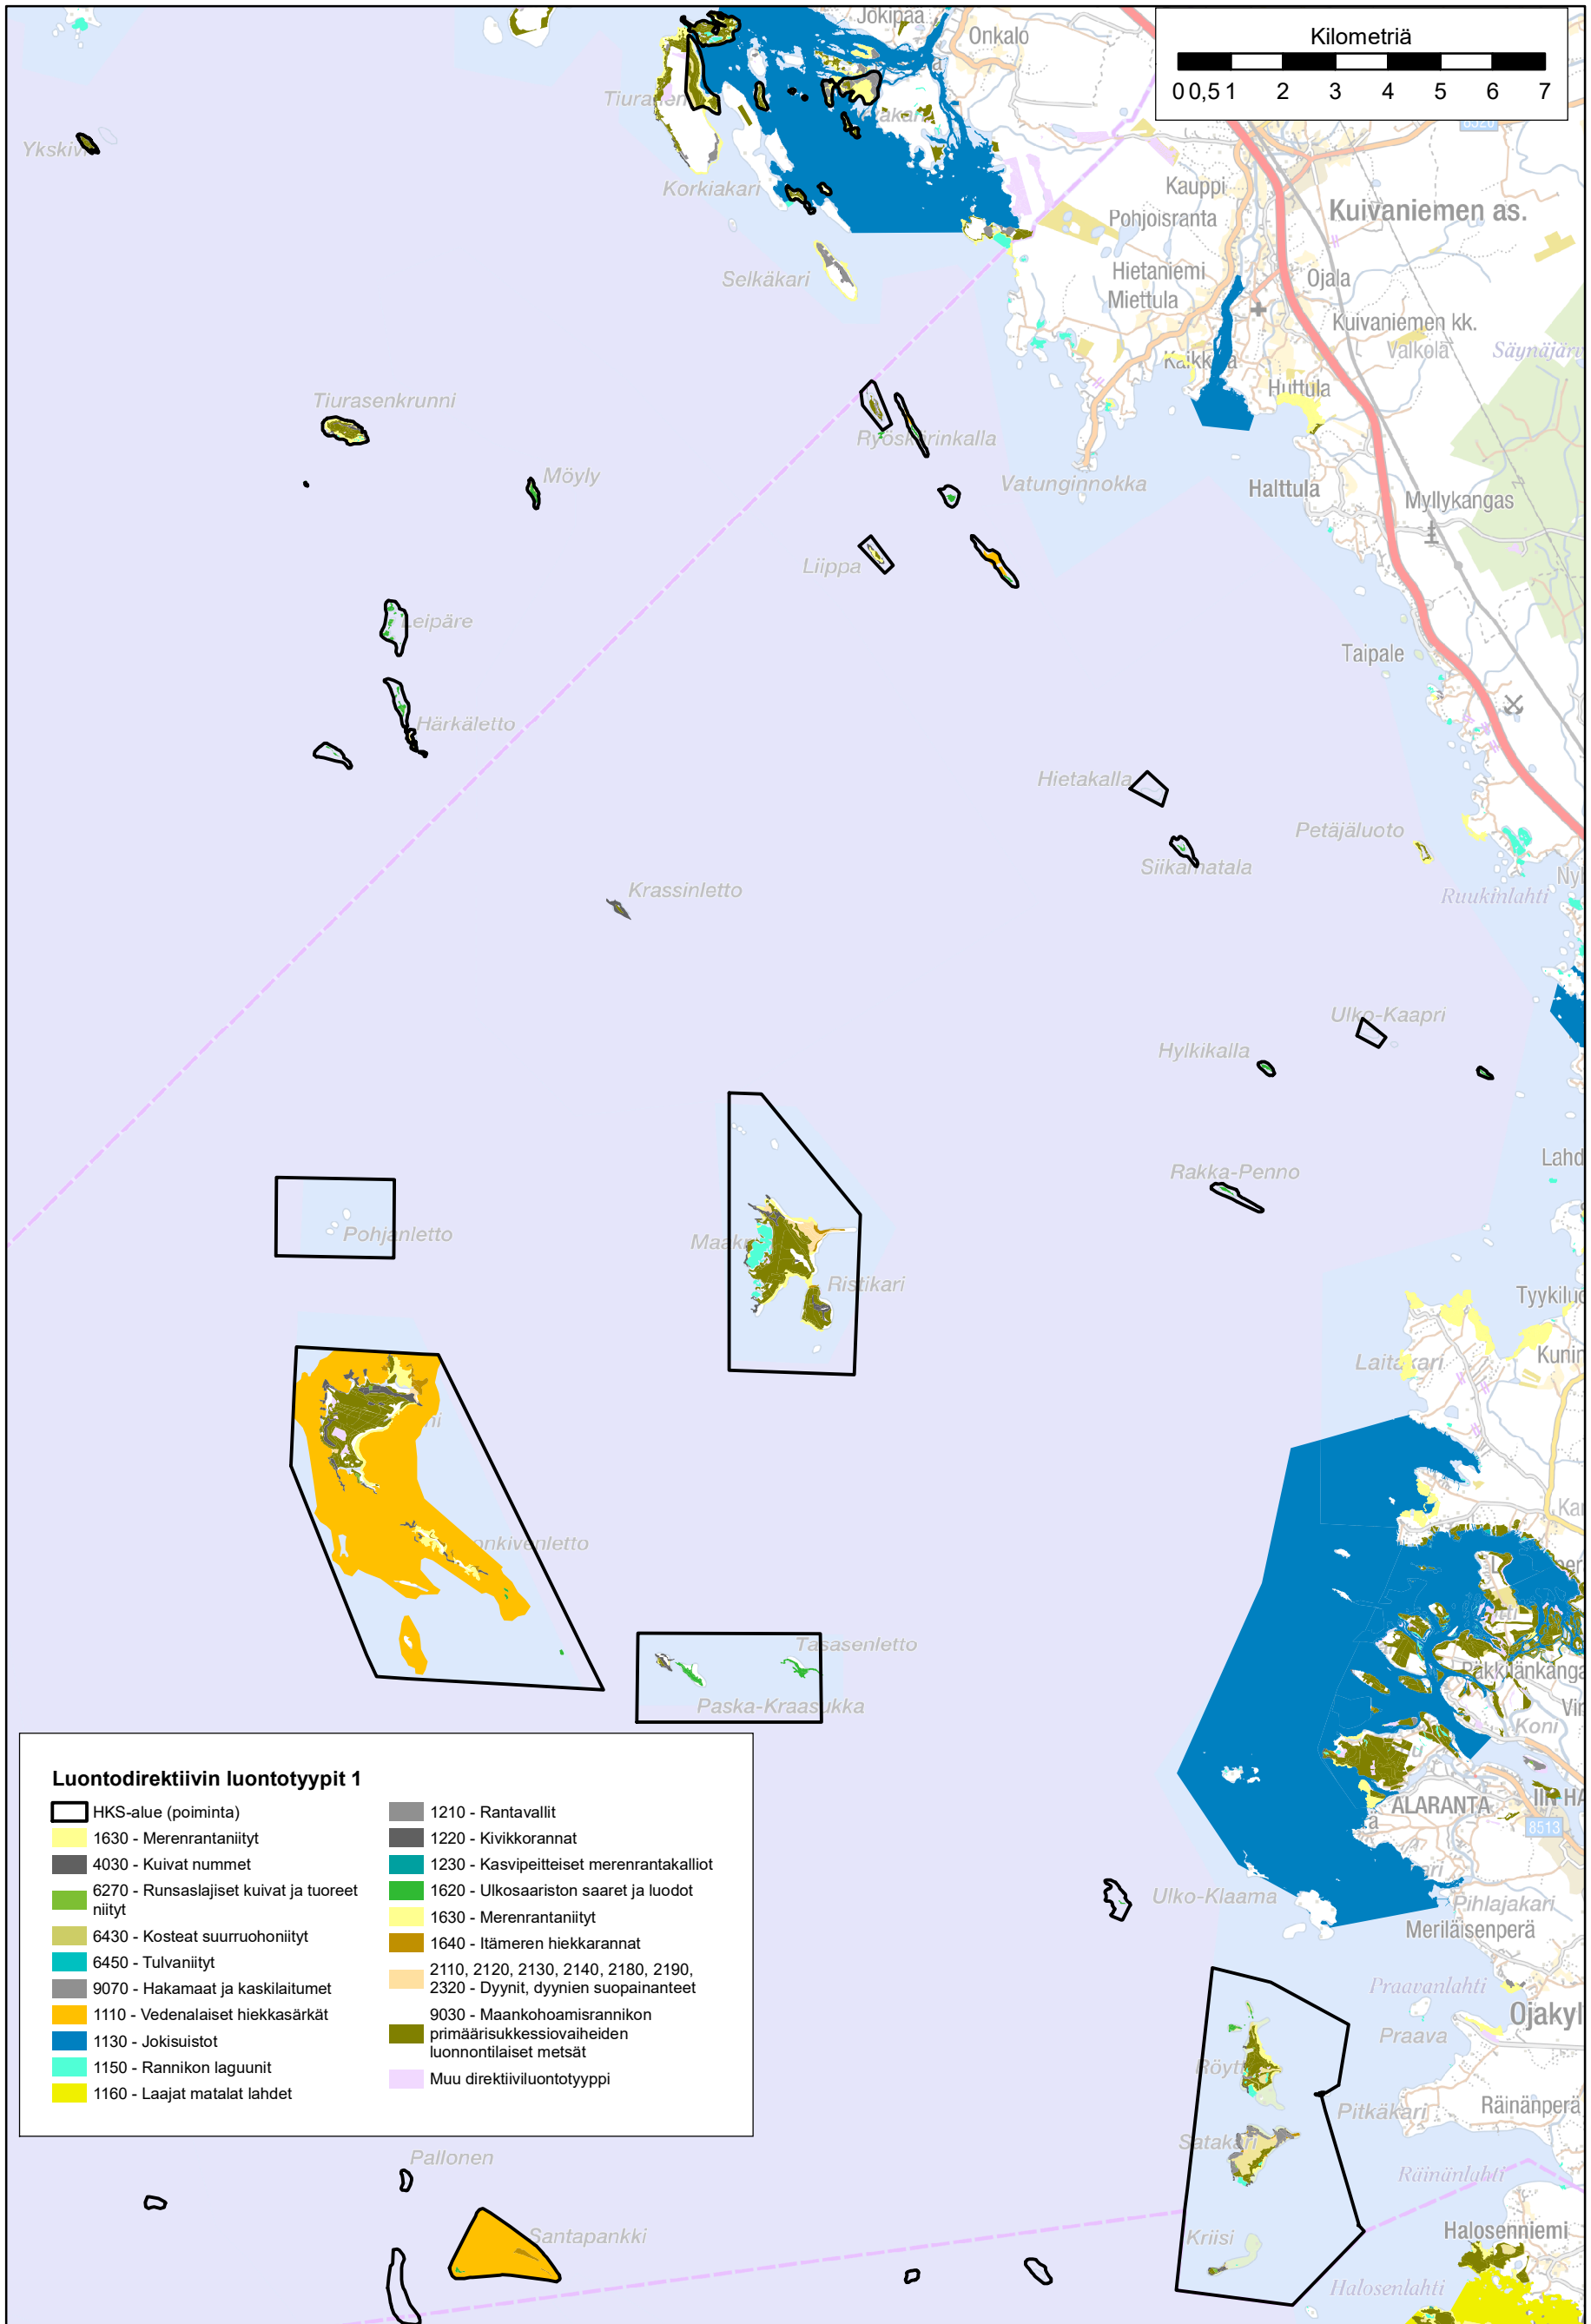 Jokipaa
Onkalo
Kilometriä
0 0,5 1 2 3 4 5 6 7
Korkiakari
Kauppi
Pohjoisranta
Kuivaniemen as.
Selkäkari
Hietaniemi
Miettula
Ojala
Kuivaniemen kk.
Valkola
Huttula
Tiurasenkrunni
Möyly
Vatunginnokka
Halttula
Myllykangas
Liippa
Leipäre
Taipale
Härkäletto
Hietakalla
Petäjäluoto
Siikamatala
Krassinletto
Ruukinlahti
Ulko-Kaapri
Hylkikalla
Rakka-Penno
Pohjanletto
Ristikari
Laitakari
Tasasenletto
Paska-Kraasukka
Koni
ALARANTA
8513
Luontodirektiivin luontotyypit 1
HKS-alue (poiminta)
1630 - Merenrantaniityt
4030 - Kuivat nummet
6270 - Runsaslajiset kuivat ja tuoreet
niityt
6430 - Kosteat suurruohoniityt
6450 - Tulvaniityt
9070 - Hakamaat ja kaskilaitumet
1110 - Vedenalaiset hiekkasärkät
1130 - Jokisuistot
1150 - Rannikon laguunit
1160 - Laajat matalat lahdet
1210 - Rantavallit
1220 - Kivikkorannat
1230 - Kasvipeitteiset merenrantakalliot
1620 - Ulkosaariston saaret ja luodot
1630 - Merenrantaniityt
1640 - Itämeren hiekkarannat
2110, 2120, 2130, 2140, 2180, 2190,
2320 - Dyynit, dyynien suopainanteet
9030 - Maankohoamisrannikon
primäärisukkessiovaiheiden
luonnontilaiset metsät
Muu direktiiviluontotyyppi
Ulko-Klaama
Pihlajakari
Meriläisenperä
Praavanlahti
Praava
Pitkäkari
Räinänperä
Satakari
Räinänlahti
Pallonen
Santapankki
Kriisi
Halosenniemi
Halosenlahti